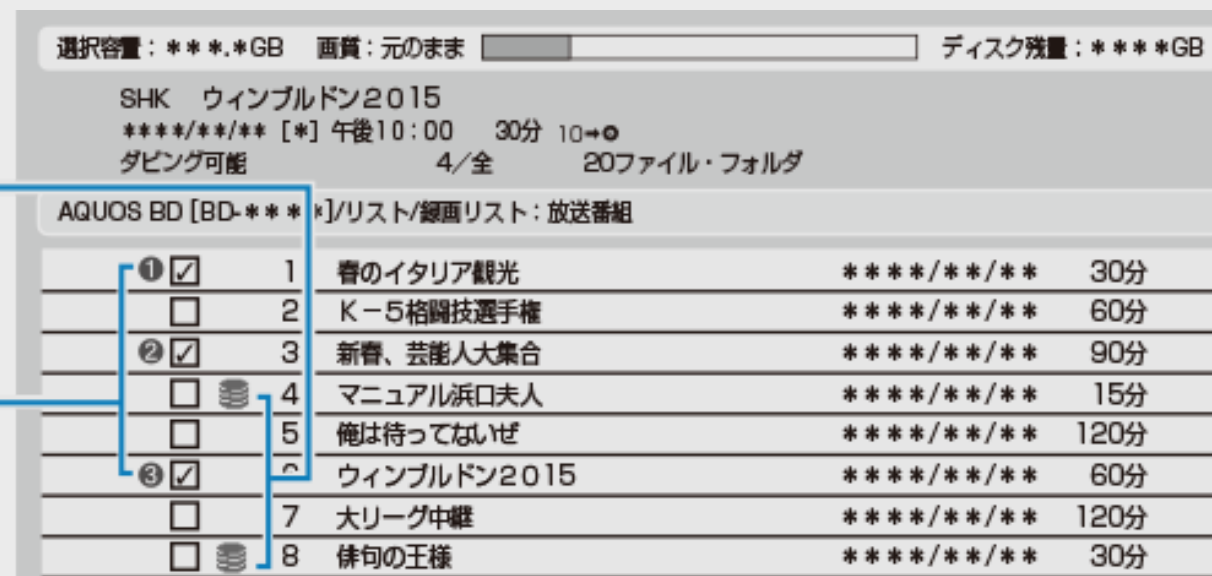 選択容量：***.*GB 画質：元のまま ディスク残量：****GB
SHK ウィンブルドン２０１５
****/**/** [*] 午後10：00 30分 10➡◎
ダビング可能 4／全 20ファイル・フォルダ
AQUOS BD [BD-****]/リスト/録画リスト：放送番組
❶ ☑ 1 春のイタリア観光 ****/**/** 30分
☐ 2 Ｋ－５格闘技選手権 ****/**/** 60分
❷ ☑ 3 新春、芸能人大集合 ****/**/** 90分
☐ 4 マニュアル浜口夫人 ****/**/** 15分
☐ 5 俺は待ってないぜ ****/**/** 120分
❸ ☑ ウィンブルドン２０１５ ****/**/** 60分
☐ 7 大リーグ中継 ****/**/** 120分
☐ 8 俳句の王様 ****/**/** 30分